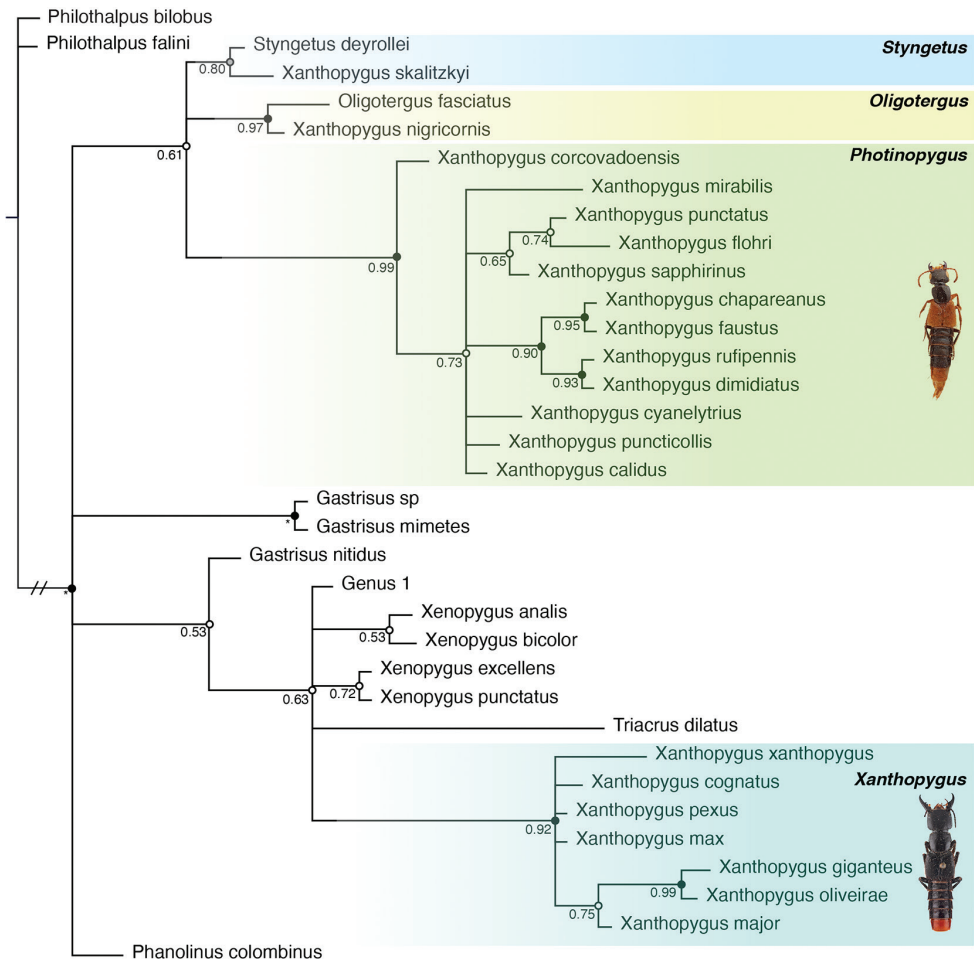 Philothalpus bilobus
Philothalpus falini
Styngetus deyrollei
Styngetus
0.80
Xanthopygus skalitzkyi
Oligotergus fasciatus
Oligotergus
0.97
Xanthopygus nigricornis
0.61
Xanthopygus corcovadoensis
Photinopygus
Xanthopygus mirabilis
Xanthopygus punctatus
0.74
Xanthopygus flohri
0.65
Xanthopygus sapphirinus
0.99
Xanthopygus chapareanus
0.95
Xanthopygus faustus
0.90
Xanthopygus rufipennis
0.73
0.93
Xanthopygus dimidiatus
Xanthopygus cyanelytrius
Xanthopygus puncticollis
Xanthopygus calidus
Gastrisus sp
*
Gastrisus mimetes
Gastrisus nitidus
*
Genus 1
Xenopygus analis
0.53
0.53
Xenopygus bicolor
Xenopygus excellens
0.63
0.72
Xenopygus punctatus
Triacrus dilatus
Xanthopygus xanthopygus
Xanthopygus cognatus
Xanthopygus
Xanthopygus pexus
0.92
Xanthopygus max
Xanthopygus giganteus
0.99
Xanthopygus oliveirae
0.75
Xanthopygus major
Phanolinus colombinus